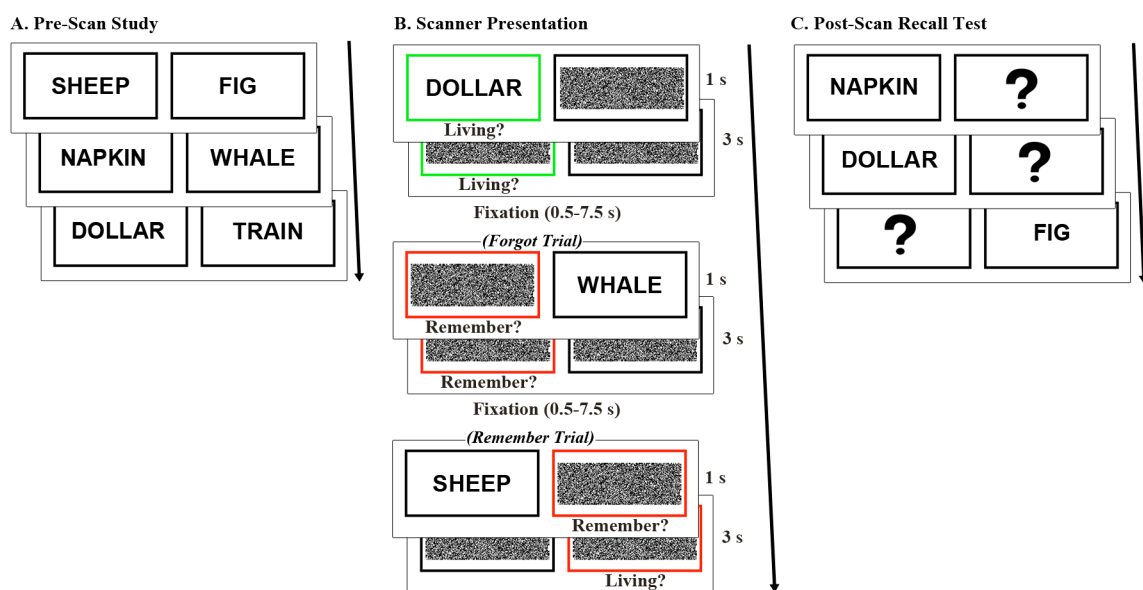 A. Pre-Scan Study
SHEEP FIG
NAPKIN WHALE
DOLLAR TRAIN
B. Scanner Presentation
DOLLAR
1 s
Living?
3 s
Living?
Fixation (0.5-7.5 s)
(Forgot Trial)
WHALE
1 s
Remember?
3 s
Remember?
Fixation (0.5-7.5 s)
(Remember Trial)
SHEEP
1 s
Remember?
3 s
Living?
C. Post-Scan Recall Test
NAPKIN ?
DOLLAR ?
? FIG